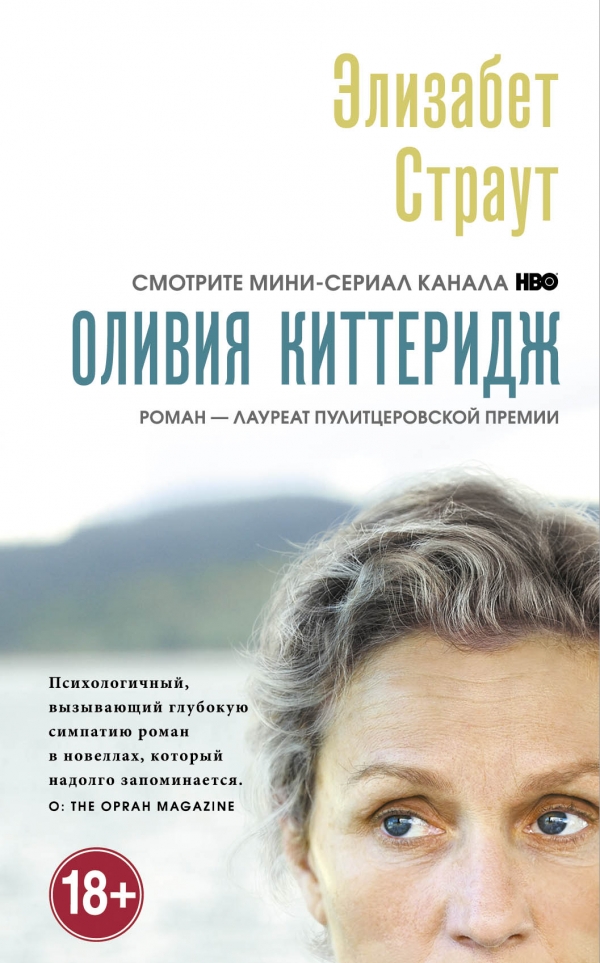 Элизабет
Страут
СМОТРИТЕ МИНИ-СЕРИАЛ КАНАЛА HBO
ОЛИВИЯ КИТТЕРИДЖ
РОМАН — ЛАУРЕАТ ПУЛИТЦЕРОВСКОЙ ПРЕМИИ
Психологичный,
вызывающий глубокую
симпатию роман
в новеллах, который
надолго запоминается.
O: THE OPRAH MAGAZINE
18+